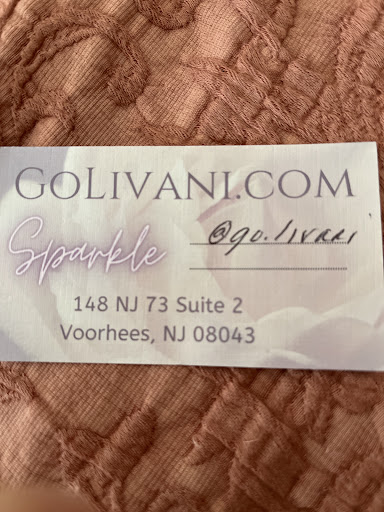 GOLIVANI.COM
Sparkle
@go.livani
148 NJ 73 Suite 2
Voorhees, NJ 08043